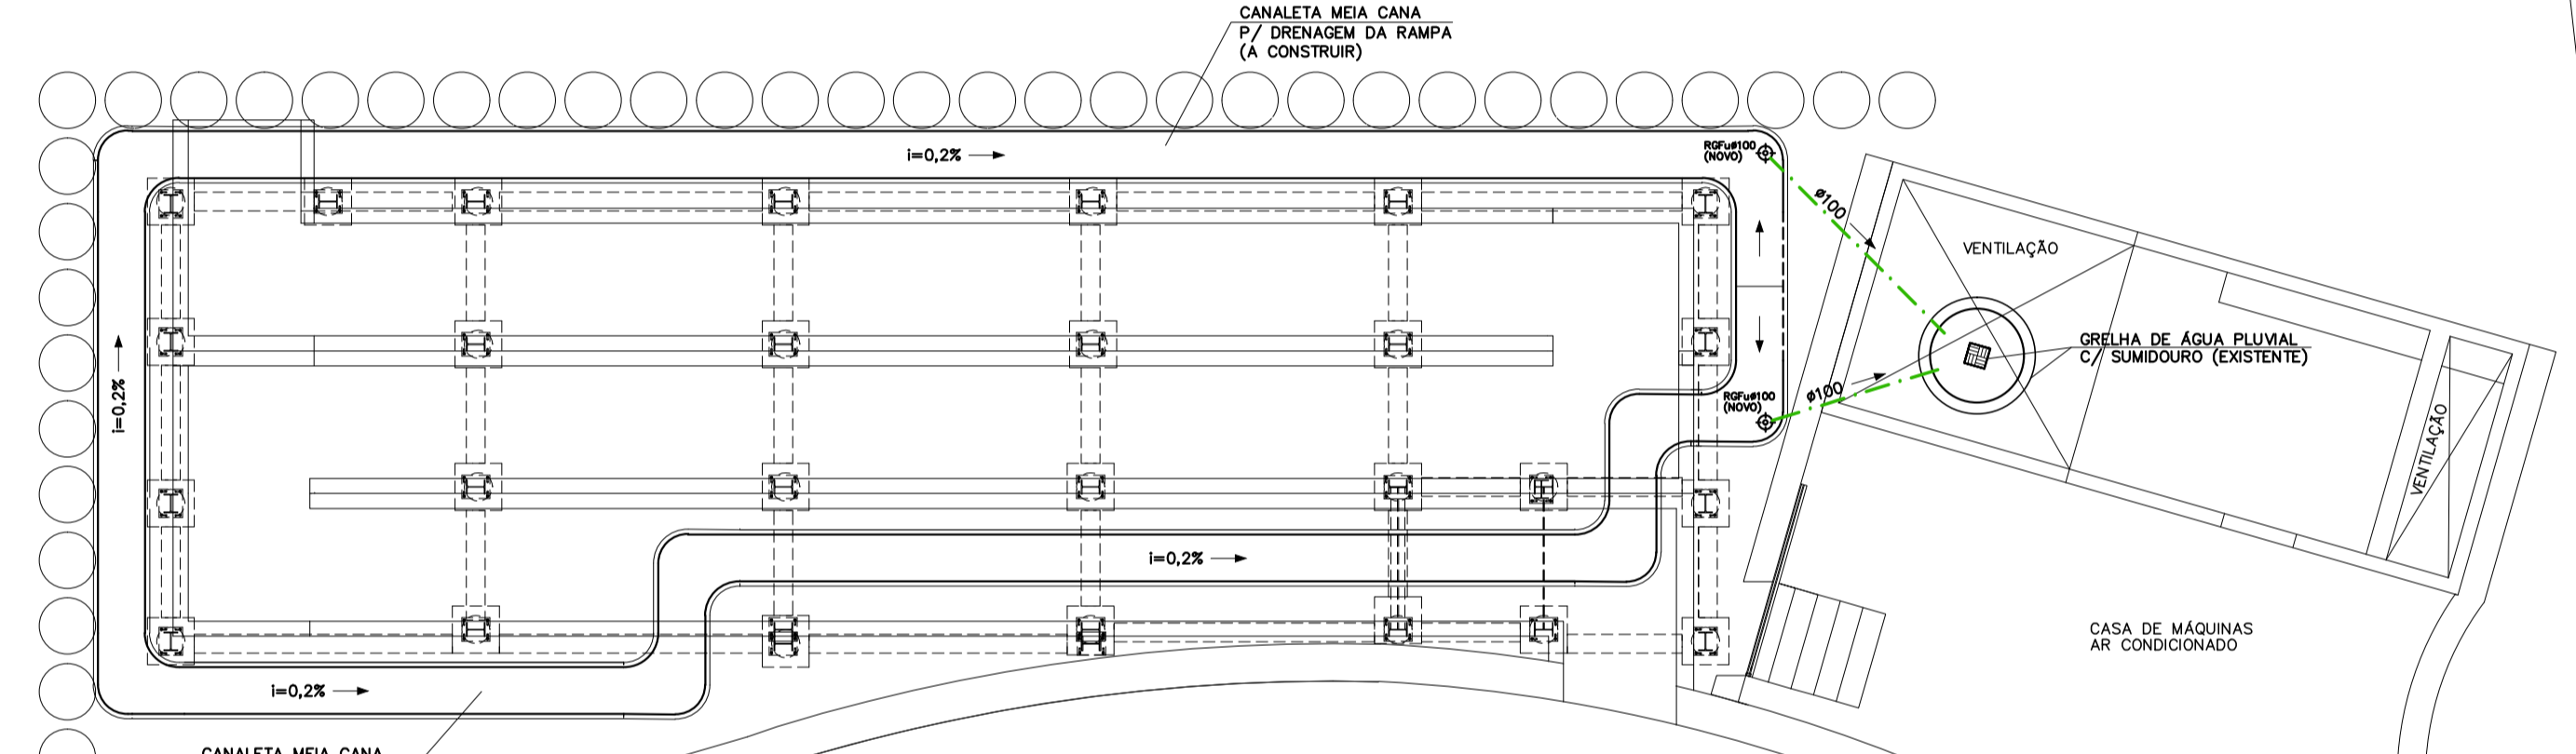 CANALETA MEIA CANA
P/ DRENAGEM DA RAMPA
(A CONSTRUIR)
i=0,2%
RGFuø100
(NOVO)
ø100
VENTILAÇÃO
GRELHA DE ÁGUA PLUVIAL
C/ SUMIDOURO (EXISTENTE)
i=0,2%
RGFuø100
(NOVO)
ø100
VENTILAÇÃO
i=0,2%
CASA DE MÁQUINAS
AR CONDICIONADO
i=0,2%
CANALETA MEIA CANA